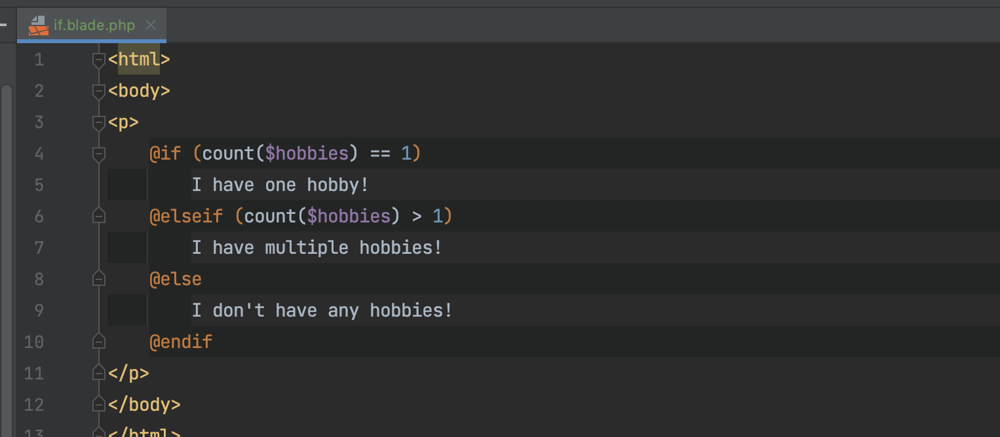 if.blade.php
1 <html>
2 <body>
3 <p>
4 @if (count($hobbies) == 1)
5 I have one hobby!
6 @elseif (count($hobbies) > 1)
7 I have multiple hobbies!
8 @else
9 I don't have any hobbies!
10 @endif
11 </p>
12 </body>
13 </html>